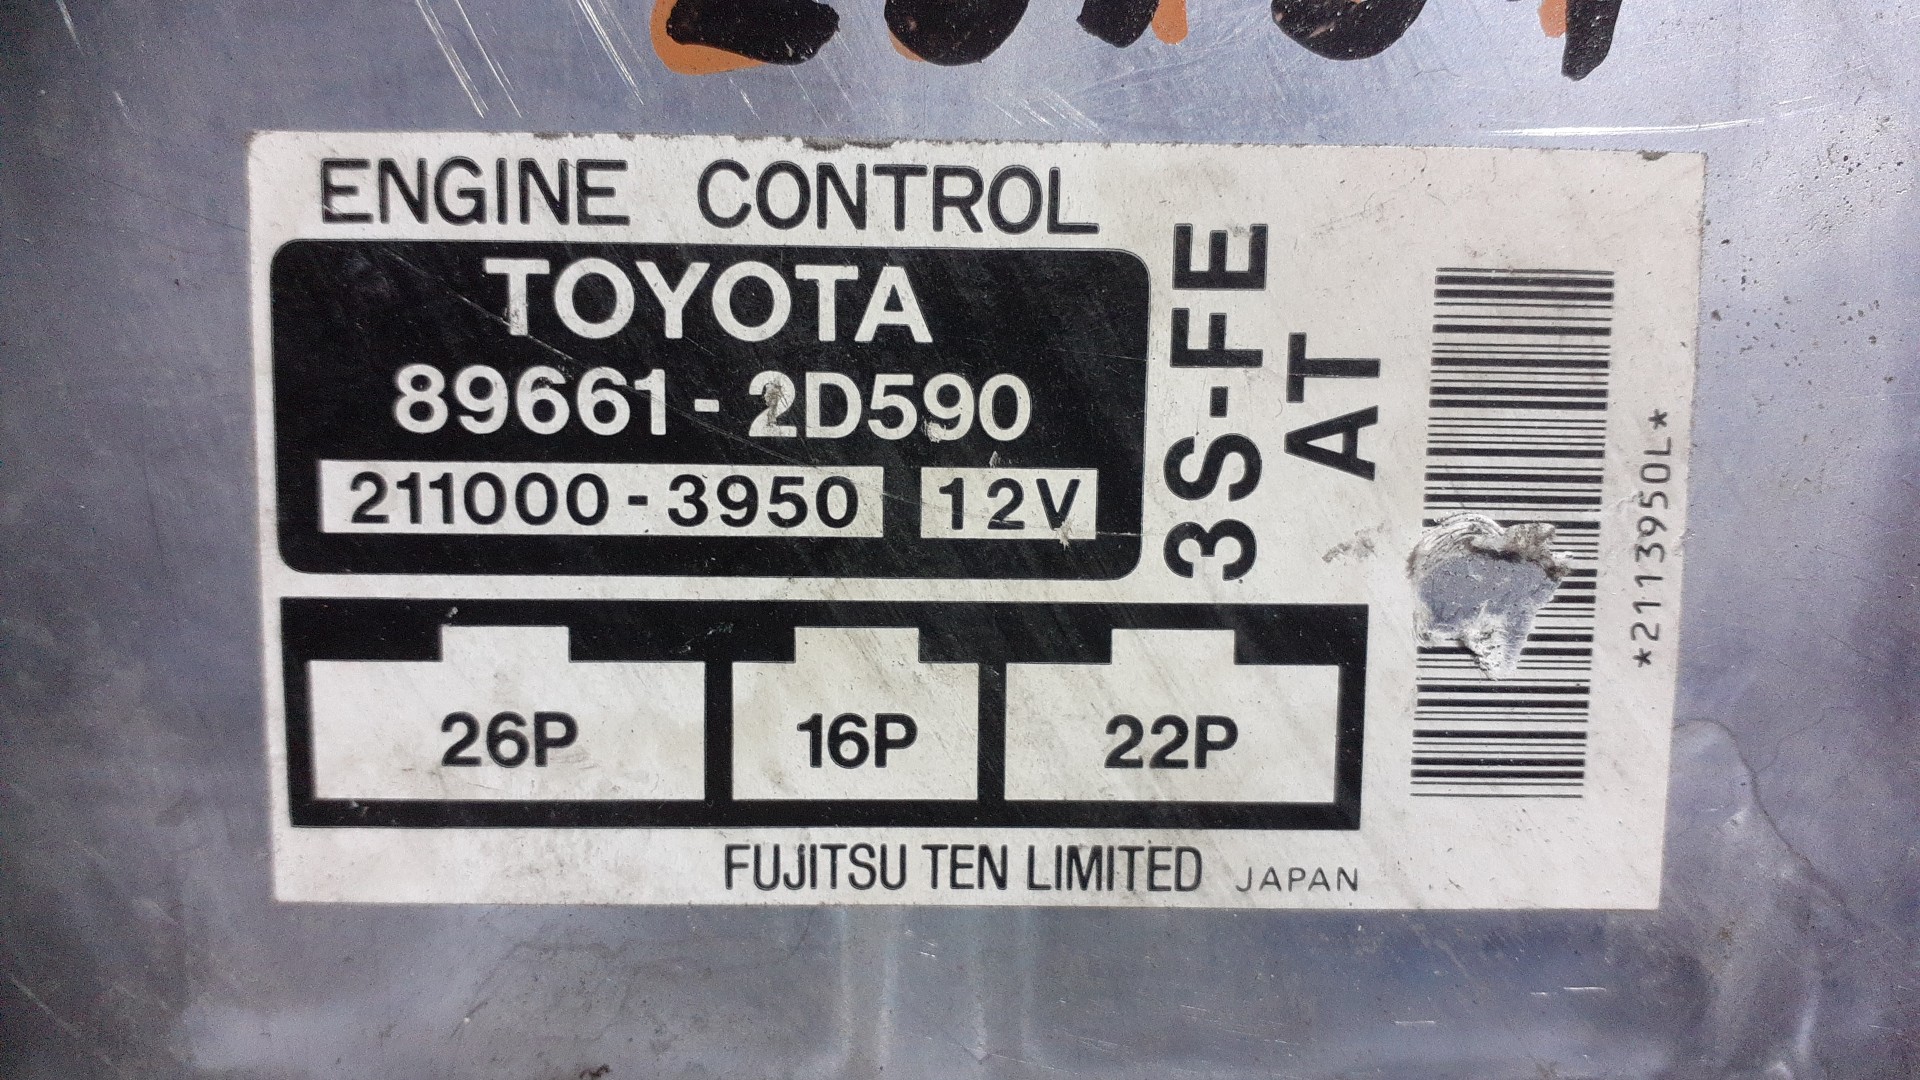 ENGINE CONTROL
TOYOTA
89661-2D590
211000-3950 12V
3S-FE
AT
26P 16P 22P
FUJITSU TEN LIMITED JAPAN
*2113950L*